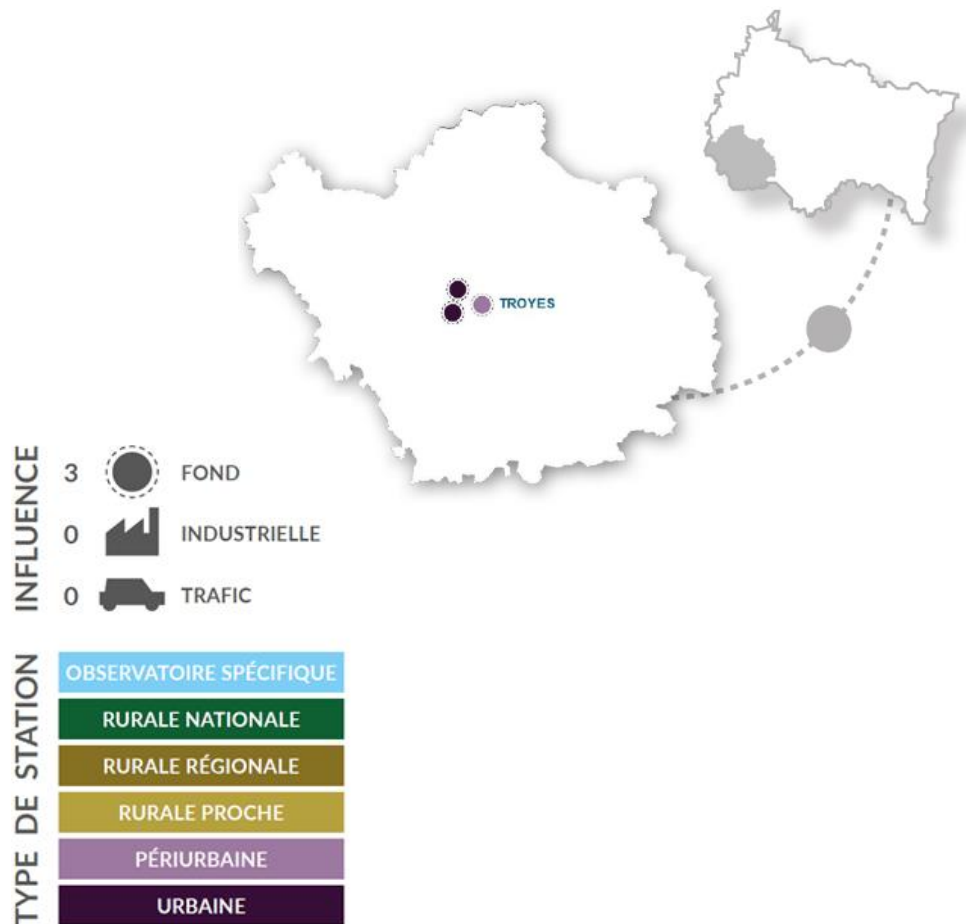 TROYES
INFLUENCE
3 FOND
0 INDUSTRIELLE
0 TRAFIC
TYPE DE STATION
OBSERVATOIRE SPÉCIFIQUE
RURALE NATIONALE
RURALE RÉGIONALE
RURALE PROCHE
PÉRIURBAINE
URBAINE